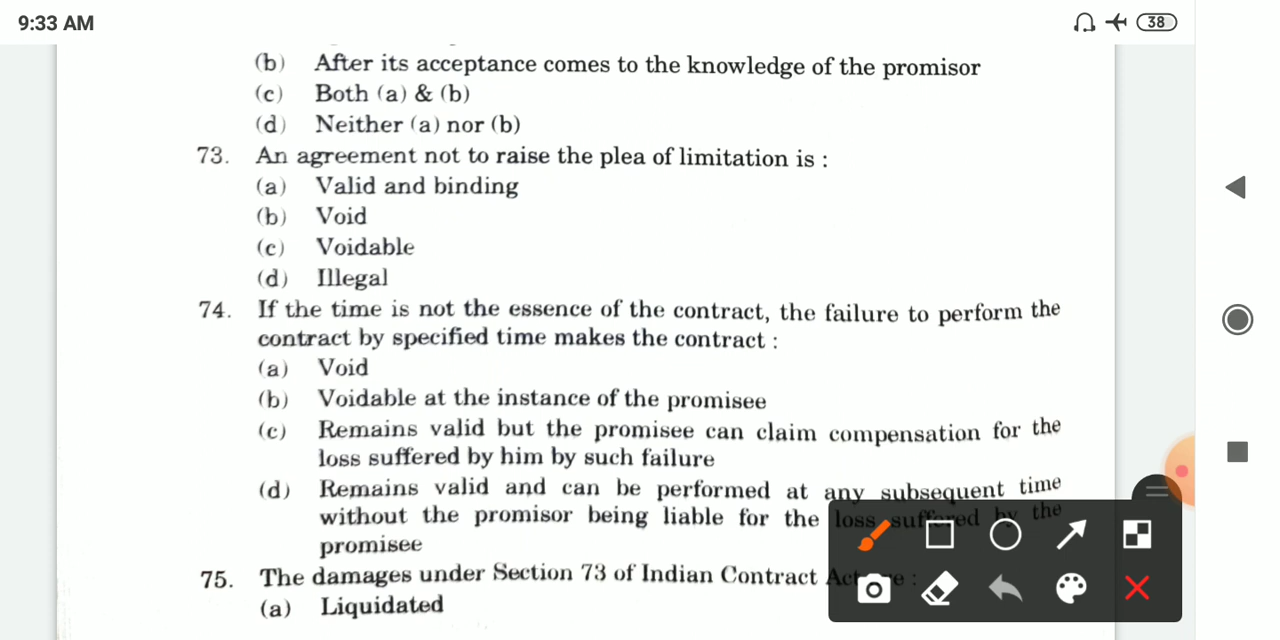 9:33 AM
38
(b) After its acceptance comes to the knowledge of the promisor
(c) Both (a) & (b)
(d) Neither (a) nor (b)
73. An agreement not to raise the plea of limitation is :
(a) Valid and binding
(b) Void
(c) Voidable
(d) Illegal
74. If the time is not the essence of the contract, the failure to perform the
contract by specified time makes the contract :
(a) Void
(b) Voidable at the instance of the promisee
(c) Remains valid but the promisee can claim compensation for the
loss suffered by him by such failure
(d) Remains valid and can be performed at any subsequent time
without the promisor being liable for the loss suffered by the
promisee
75. The damages under Section 73 of Indian Contract Act :
(a) Liquidated